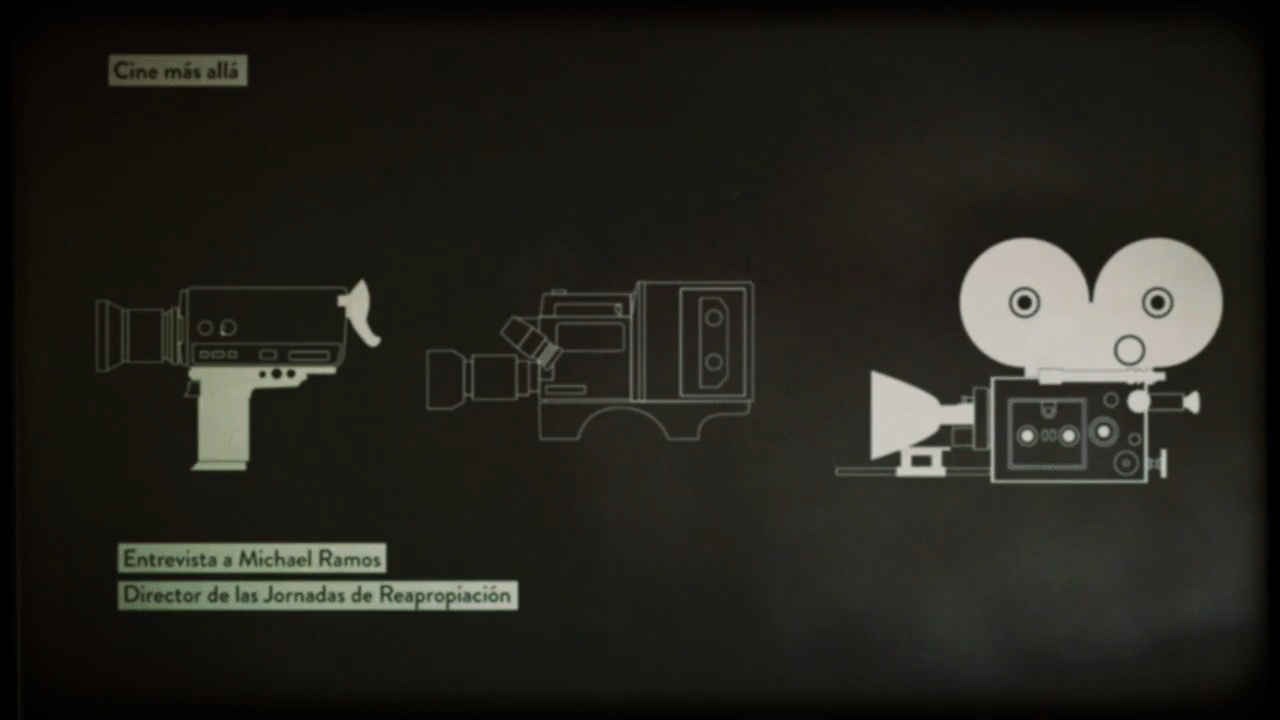 Cine más allá
Entrevista a Michael Ramos
Director de las Jornadas de Reapropiación